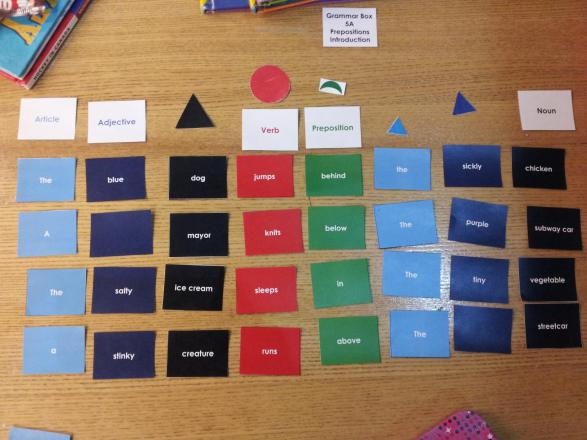 Grammar Box
5A
Prepositions
Introduction
Article Adjective Verb Preposition Noun
The blue dog jumps behind the sickly chicken
A mayor knits below the purple subway car
The salty ice cream sleeps in The tiny vegetable
a stinky creature runs above The streetcar